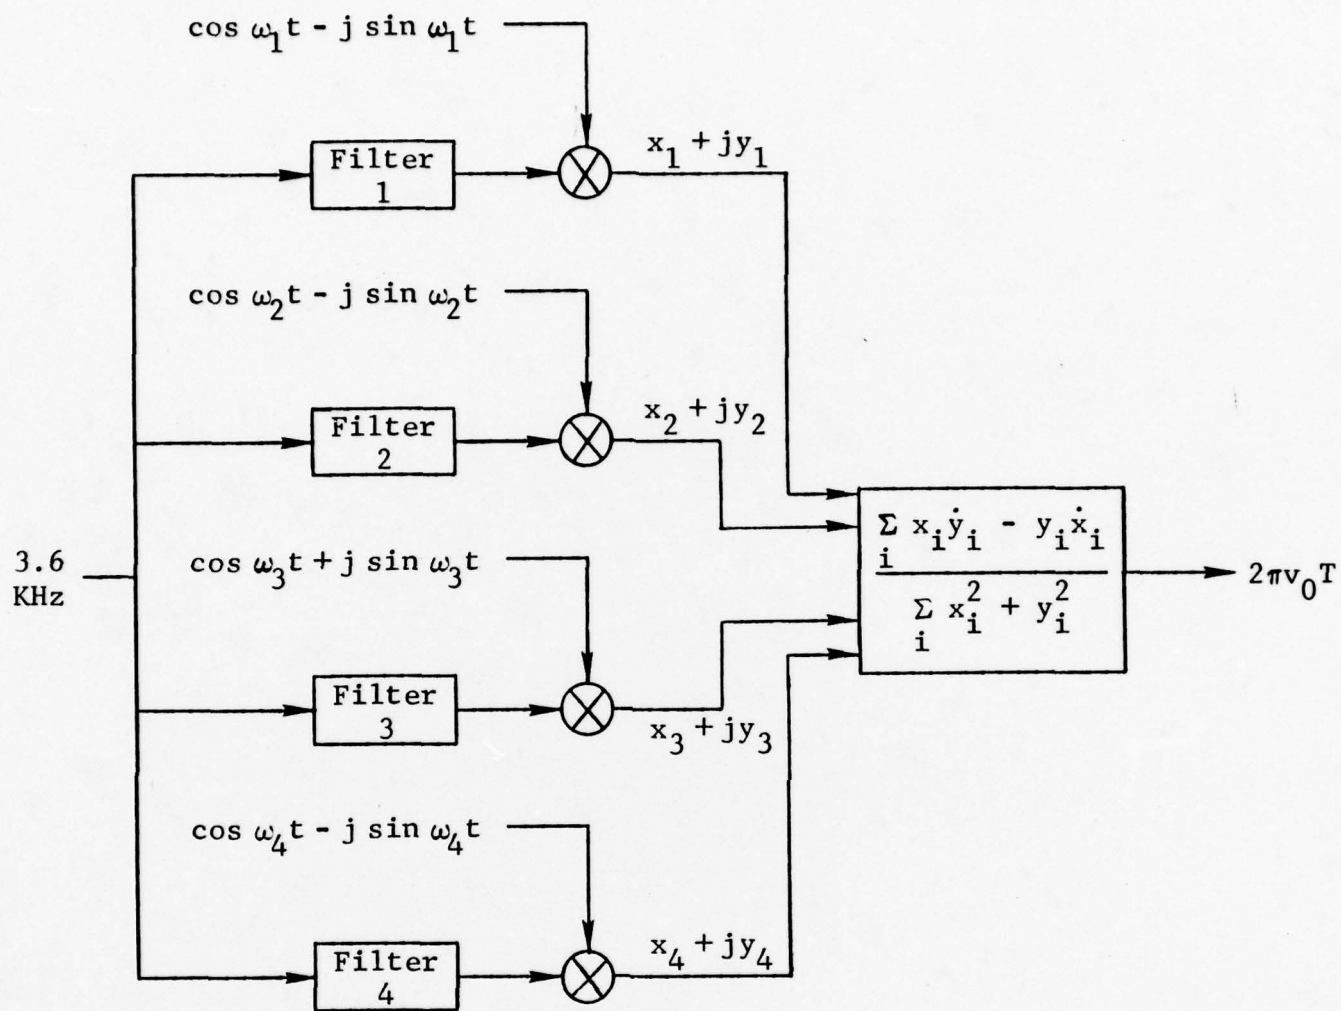 cos ω₁t - j sin ω₁t
Filter
1
x₁ + jy₁
cos ω₂t - j sin ω₂t
Filter
2
x₂ + jy₂
3.6
KHz
cos ω₃t + j sin ω₃t
Filter
3
x₃ + jy₃
cos ω₄t - j sin ω₄t
Filter
4
x₄ + jy₄
Σ xᵢẏᵢ - yᵢẋᵢ
i
Σ xᵢ² + yᵢ²
i
2πv₀T